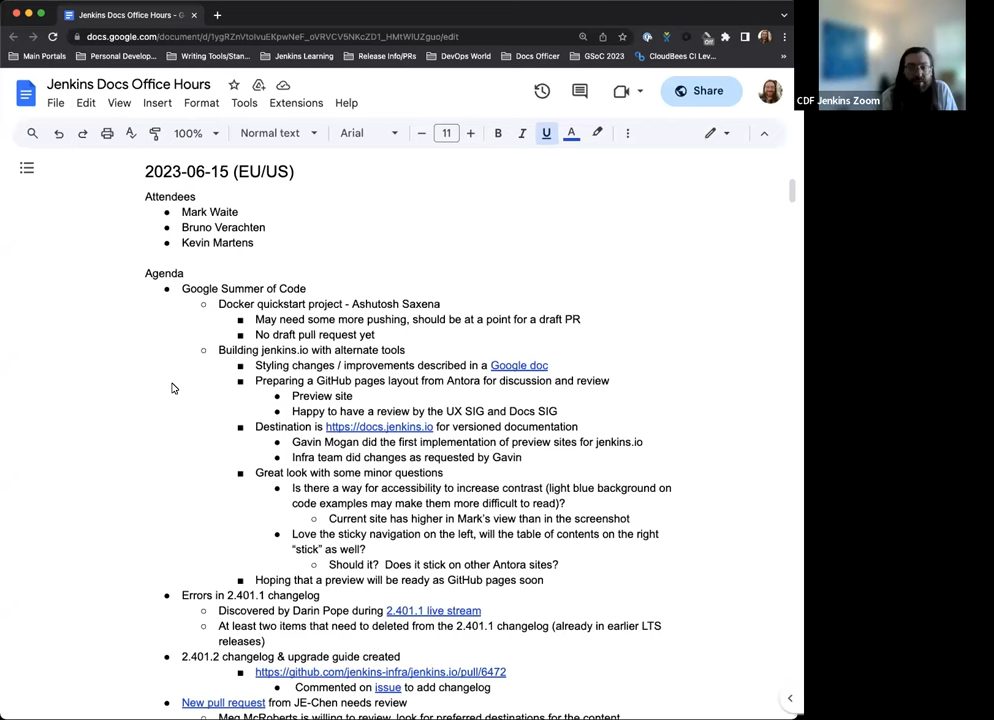 Jenkins Docs Office Hours - G
docs.google.com/document/d/1ygRZnVtoIvuEKpwNeF_oVRVCV5NKcZD1_HMtWIUZguo/edit
Main Portals
Personal Develop...
Writing Tools/Stan...
Jenkins Learning
Release Info/PRs
DevOps World
Docs Officer
GSoC 2023
CloudBees CI Lev...
»
CDF Jenkins Zoom
Jenkins Docs Office Hours
Share
File Edit View Insert Format Tools Extensions Help
100% Normal text Arial − 11 + B I U A
2023-06-15 (EU/US)
Attendees
● Mark Waite
● Bruno Verachten
● Kevin Martens
Agenda
● Google Summer of Code
○ Docker quickstart project - Ashutosh Saxena
■ May need some more pushing, should be at a point for a draft PR
■ No draft pull request yet
○ Building jenkins.io with alternate tools
■ Styling changes / improvements described in a Google doc
■ Preparing a GitHub pages layout from Antora for discussion and review
● Preview site
● Happy to have a review by the UX SIG and Docs SIG
■ Destination is https://docs.jenkins.io for versioned documentation
● Gavin Mogan did the first implementation of preview sites for jenkins.io
● Infra team did changes as requested by Gavin
■ Great look with some minor questions
● Is there a way for accessibility to increase contrast (light blue background on
code examples may make them more difficult to read)?
○ Current site has higher in Mark's view than in the screenshot
● Love the sticky navigation on the left, will the table of contents on the right
"stick" as well?
○ Should it? Does it stick on other Antora sites?
■ Hoping that a preview will be ready as GitHub pages soon
● Errors in 2.401.1 changelog
○ Discovered by Darin Pope during 2.401.1 live stream
○ At least two items that need to deleted from the 2.401.1 changelog (already in earlier LTS
releases)
● 2.401.2 changelog & upgrade guide created
■ https://github.com/jenkins-infra/jenkins.io/pull/6472
● Commented on issue to add changelog
● New pull request from JE-Chen needs review
○ Meg McRoberts is willing to review, look for preferred destinations for the content